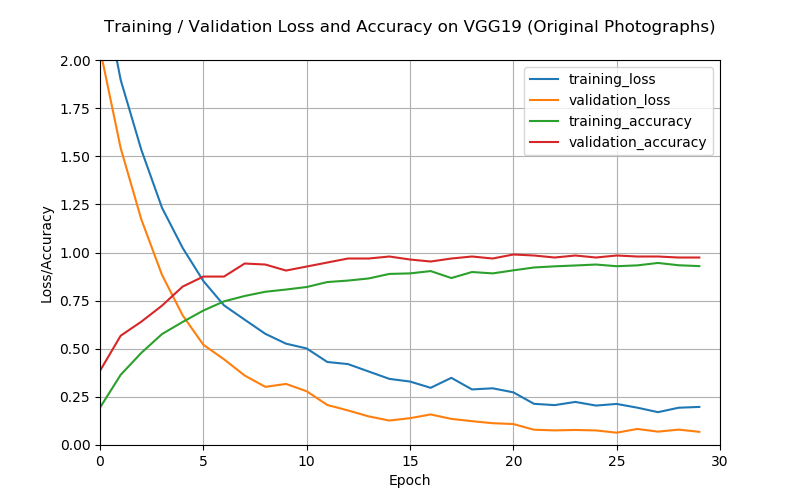 Training / Validation Loss and Accuracy on VGG19 (Original Photographs)
2.00
1.75
1.50
1.25
1.00
0.75
0.50
0.25
0.00
Loss/Accuracy
training_loss
validation_loss
training_accuracy
validation_accuracy
0 5 10 15 20 25 30
Epoch